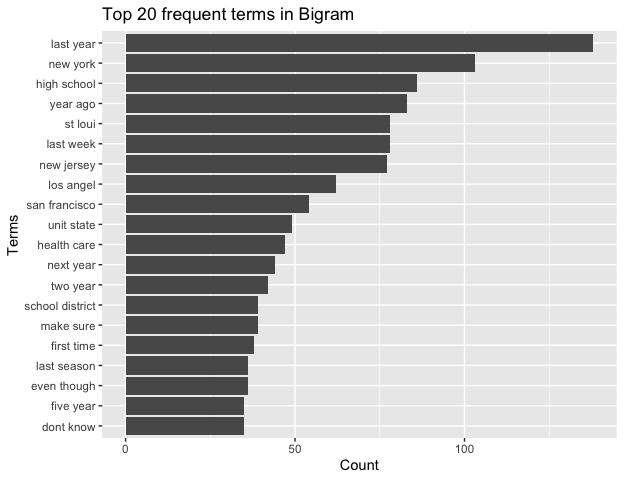 Top 20 frequent terms in Bigram
last year
new york
high school
year ago
st loui
last week
new jersey
los angel
san francisco
unit state
health care
next year
two year
school district
make sure
first time
last season
even though
five year
dont know
Terms
0 50 100
Count